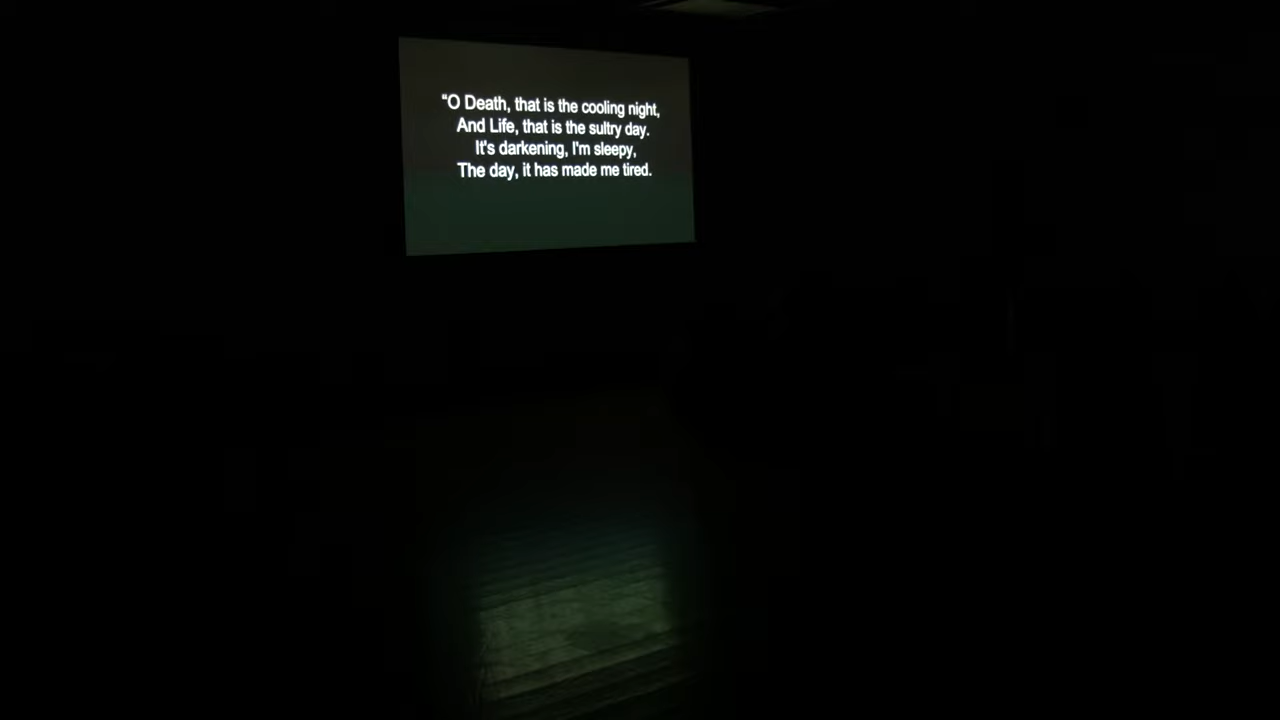 “O Death, that is the cooling night,
And Life, that is the sultry day.
It's darkening, I'm sleepy,
The day, it has made me tired.